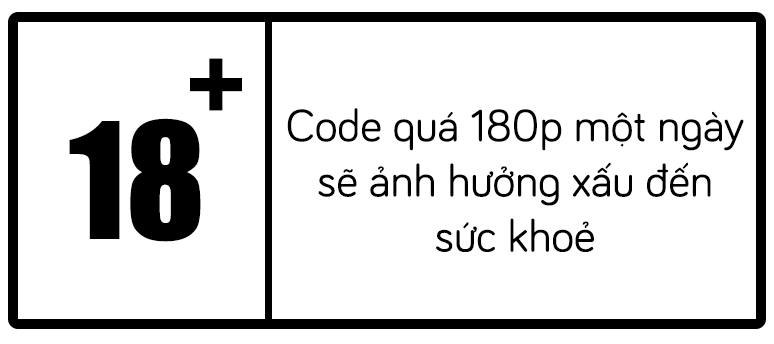 18+
Code quá 180p một ngày
sẽ ảnh hưởng xấu đến
sức khoẻ